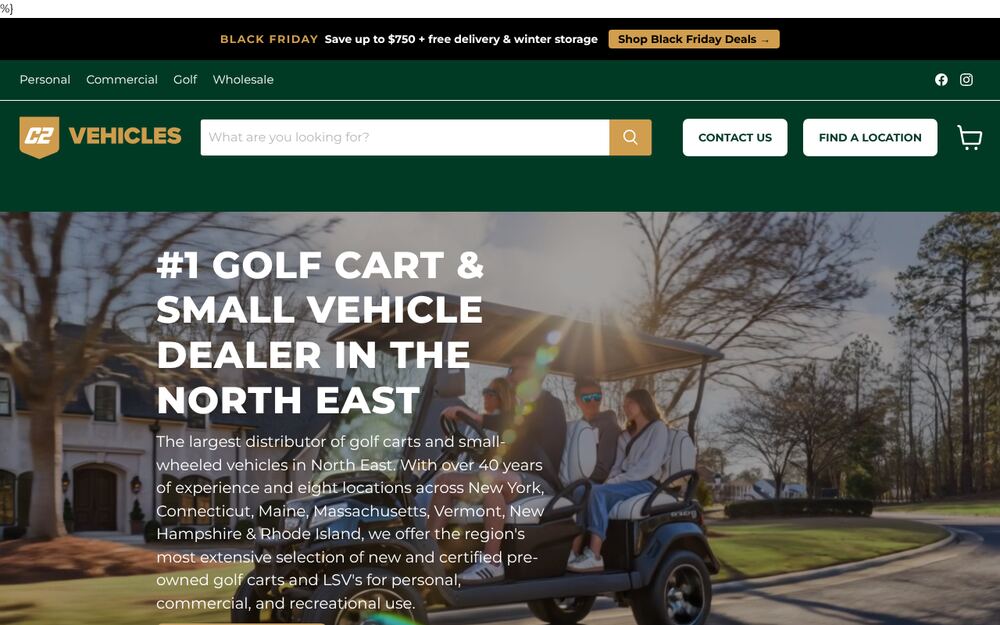 %}
BLACK FRIDAY Save up to $750 + free delivery & winter storage Shop Black Friday Deals →
Personal Commercial Golf Wholesale
C2 VEHICLES What are you looking for? CONTACT US FIND A LOCATION
#1 GOLF CART &
SMALL VEHICLE
DEALER IN THE
NORTH EAST
The largest distributor of golf carts and small-
wheeled vehicles in North East. With over 40 years
of experience and eight locations across New York,
Connecticut, Maine, Massachusetts, Vermont, New
Hampshire & Rhode Island, we offer the region's
most extensive selection of new and certified pre-
owned golf carts and LSV's for personal,
commercial, and recreational use.